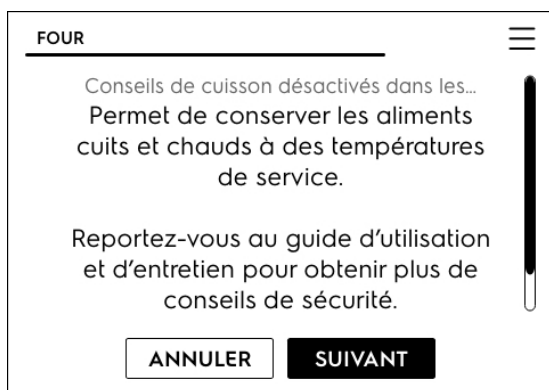 FOUR
Conseils de cuisson désactivés dans les...
Permet de conserver les aliments
cuits et chauds à des températures
de service.
Reportez-vous au guide d'utilisation
et d'entretien pour obtenir plus de
conseils de sécurité.
ANNULER SUIVANT